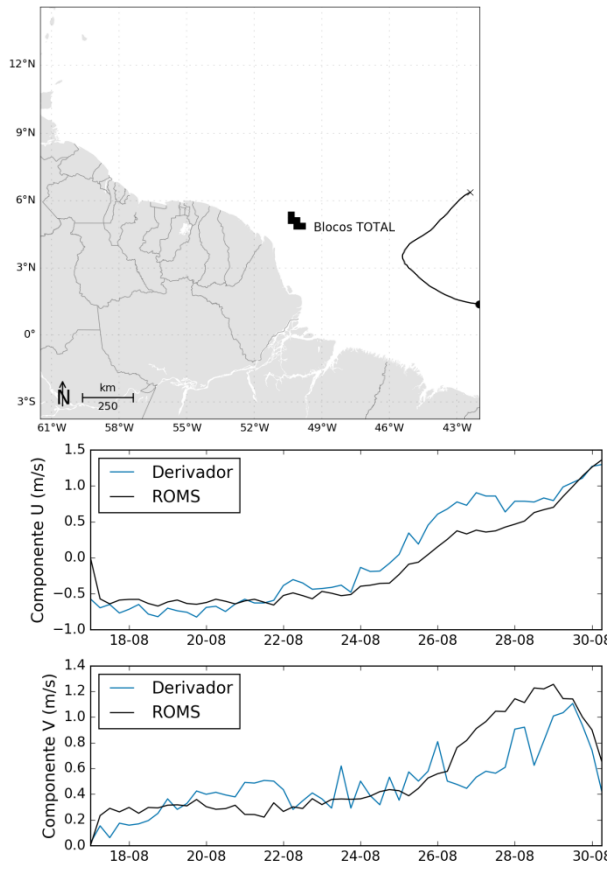 12°N
9°N
6°N
Blocos TOTAL
3°N
0°
km
N
250
3°S
61°W 58°W 55°W 52°W 49°W 46°W 43°W
1.5
Derivador
1.0
ROMS
0.5
0.0
−0.5
−1.0
Componente U (m/s)
18-08 20-08 22-08 24-08 26-08 28-08 30-08
1.4
Derivador
1.2
ROMS
1.0
0.8
0.6
0.4
0.2
0.0
Componente V (m/s)
18-08 20-08 22-08 24-08 26-08 28-08 30-08